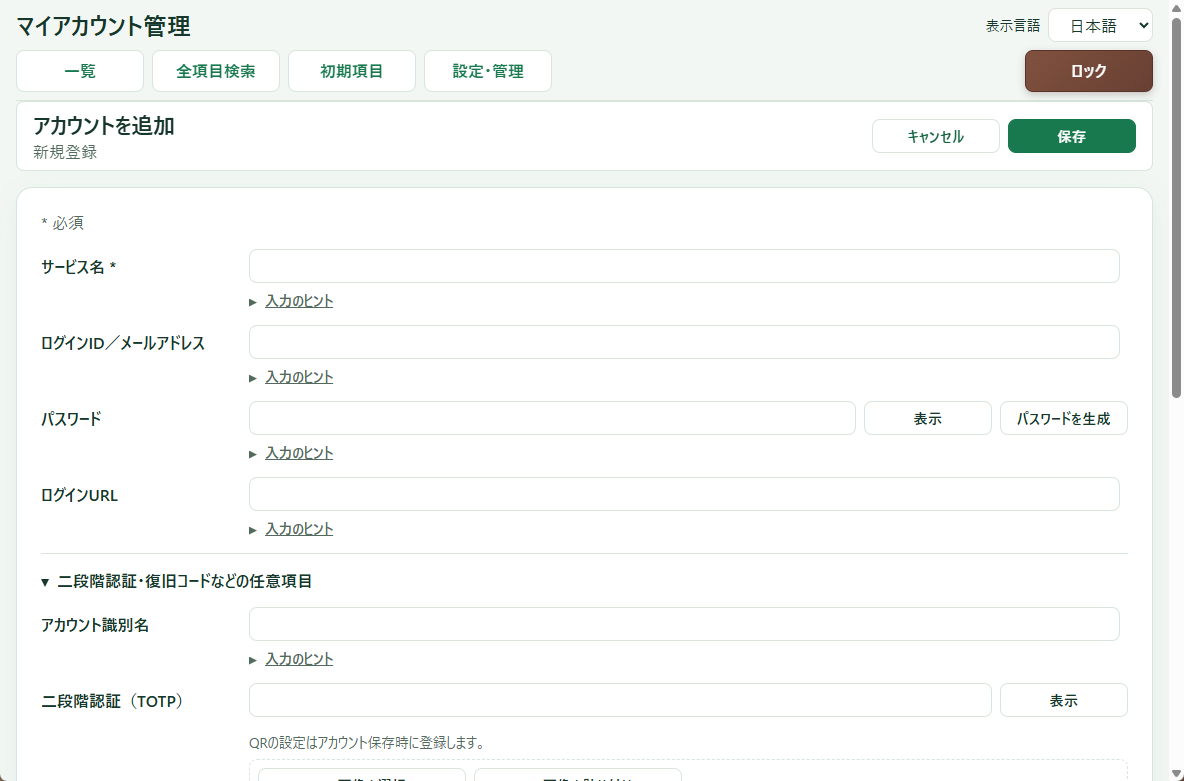 マイアカウント管理
表示言語 日本語
一覧 全項目検索 初期項目 設定・管理 ロック
アカウントを追加
新規登録
キャンセル 保存
* 必須
サービス名 *
▶ 入力のヒント
ログインID／メールアドレス
▶ 入力のヒント
パスワード 表示 パスワードを生成
▶ 入力のヒント
ログインURL
▶ 入力のヒント
▼ 二段階認証・復旧コードなどの任意項目
アカウント識別名
▶ 入力のヒント
二段階認証（TOTP） 表示
QRの設定はアカウント保存時に登録します。